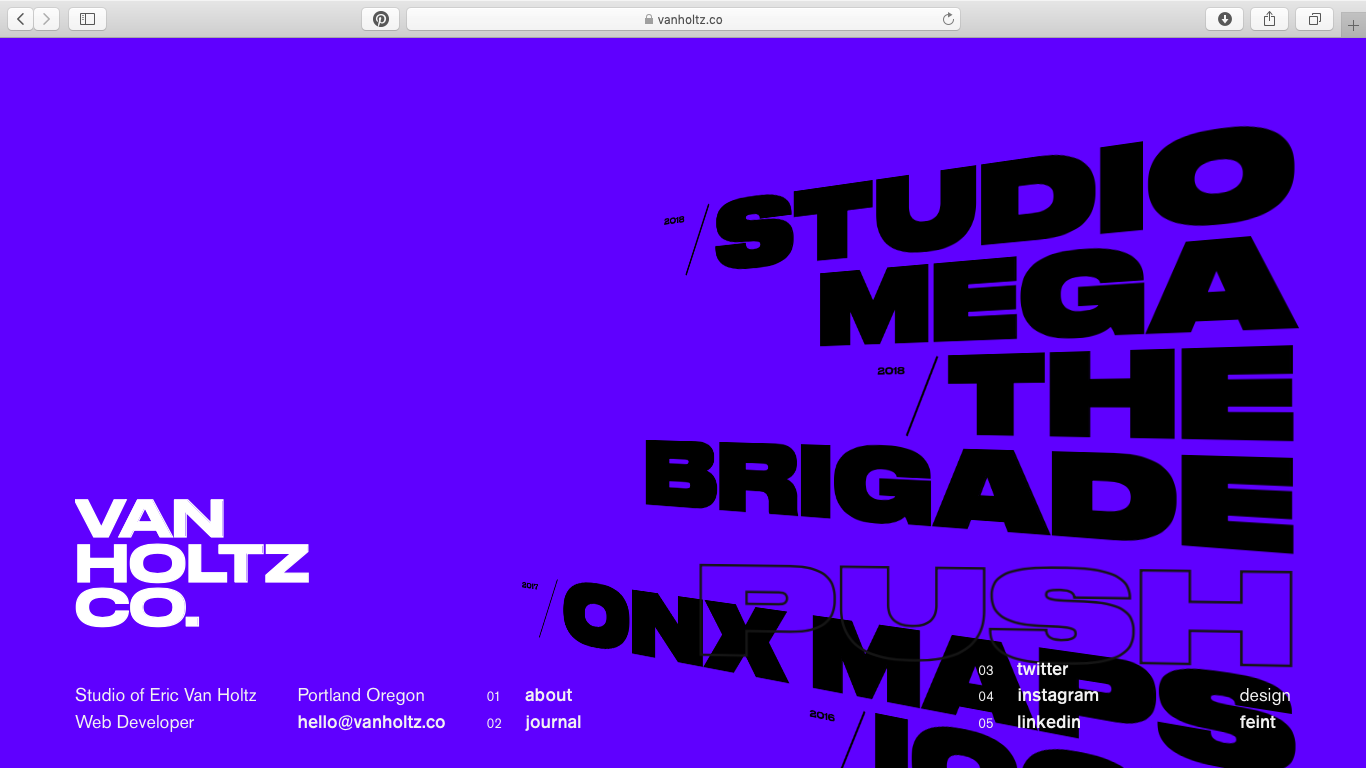 vanholtz.co
2018
STUDIO
MEGA
2018
THE
BRIGADE
VAN
HOLTZ
CO.
PUSH
2017
ONX MAPS
2016
Studio of Eric Van Holtz
Web Developer
Portland Oregon
hello@vanholtz.co
01 about
02 journal
03 twitter
04 instagram
05 linkedin
design
feint